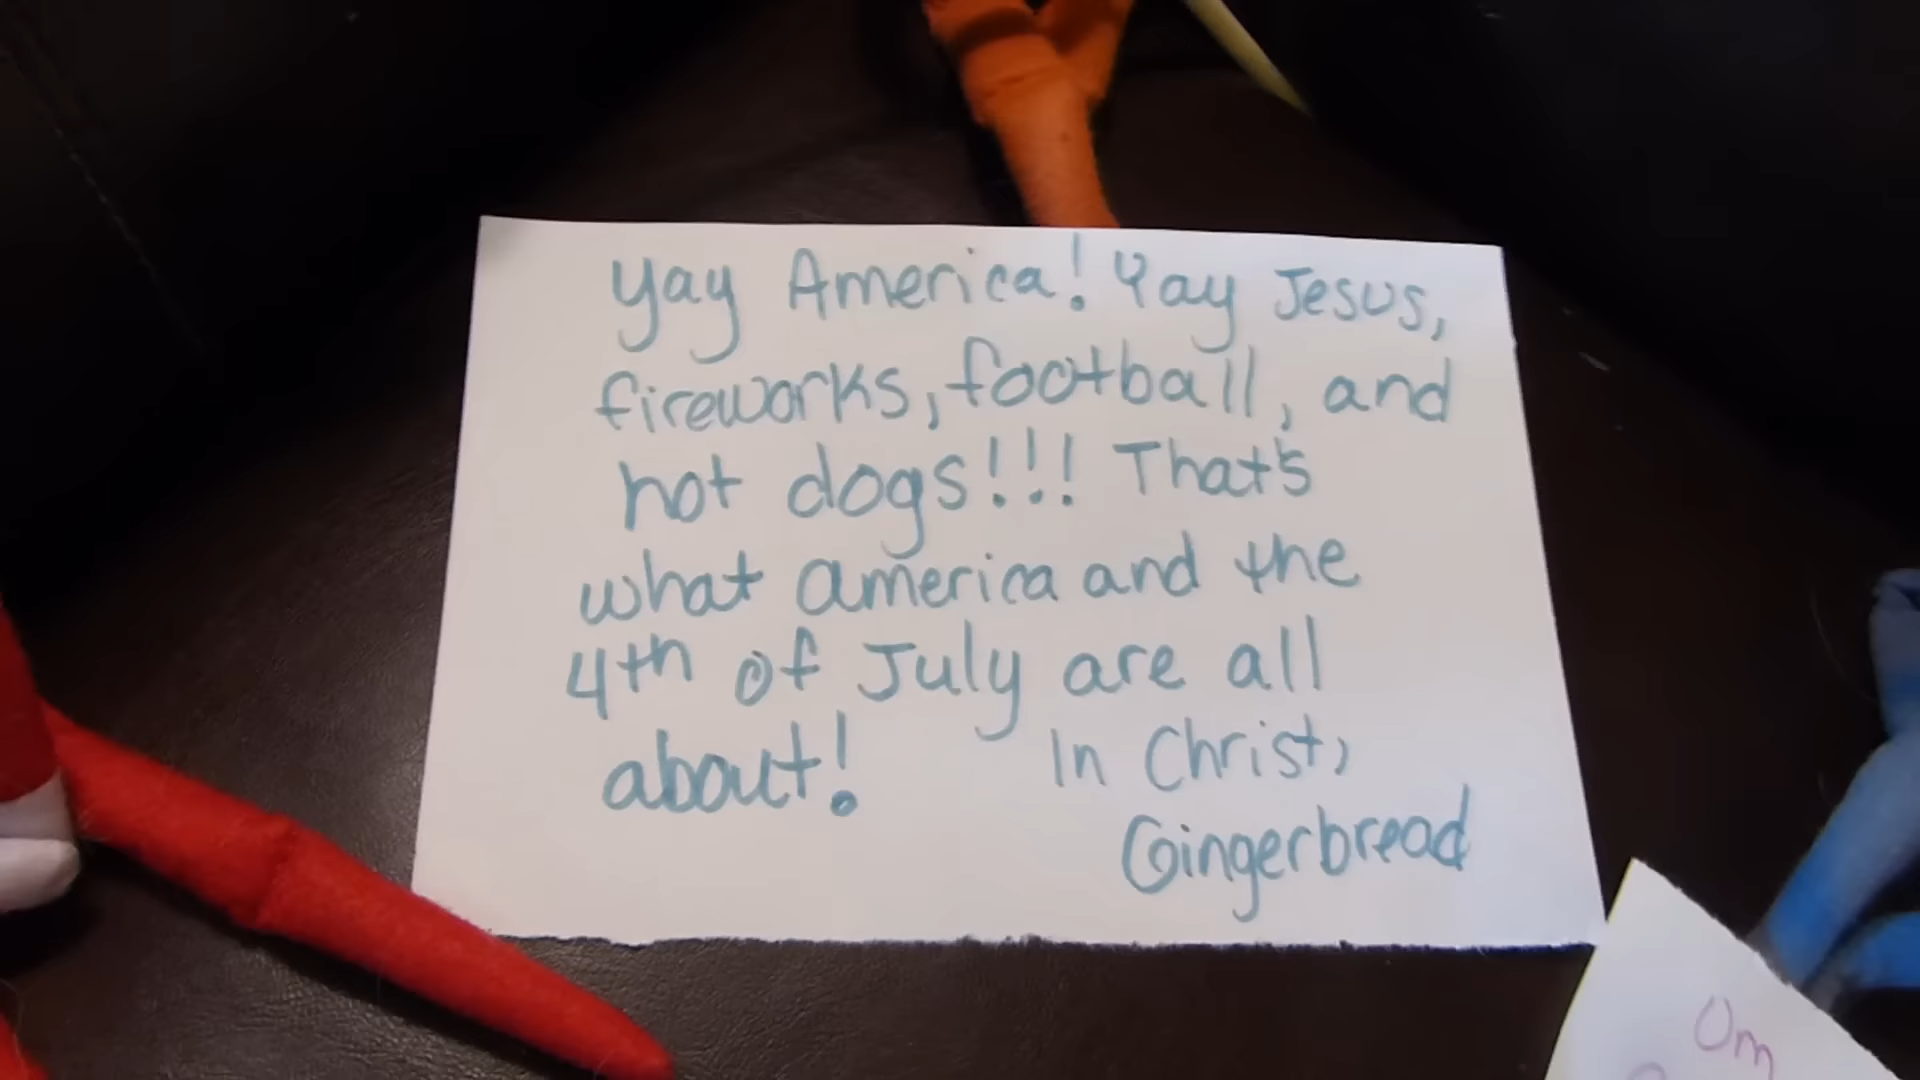 Yay America! Yay Jesus,
fireworks, football, and
hot dogs!!! That's
what america and the
4th of July are all
about!
In Christ,
Gingerbread
Um